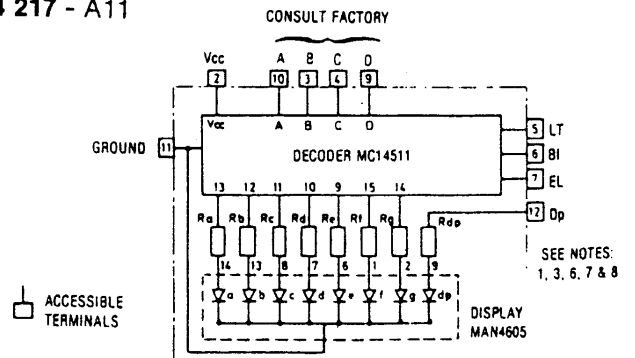 4 217 - A11
CONSULT FACTORY
Vcc A B C D
2 10 3 4 9
Vcc A B C D
GROUND 11
DECODER MC14511
5 LT
6 BI
7 EL
12 Dp
13 12 11 10 9 15 14
Ra Rb Rc Rd Re Rf Rg Rdp
SEE NOTES:
1, 3, 6, 7 & 8
14 13 8 7 6 1 2 9
a b c d e f g dp
ACCESSIBLE
TERMINALS
DISPLAY
MAN4605